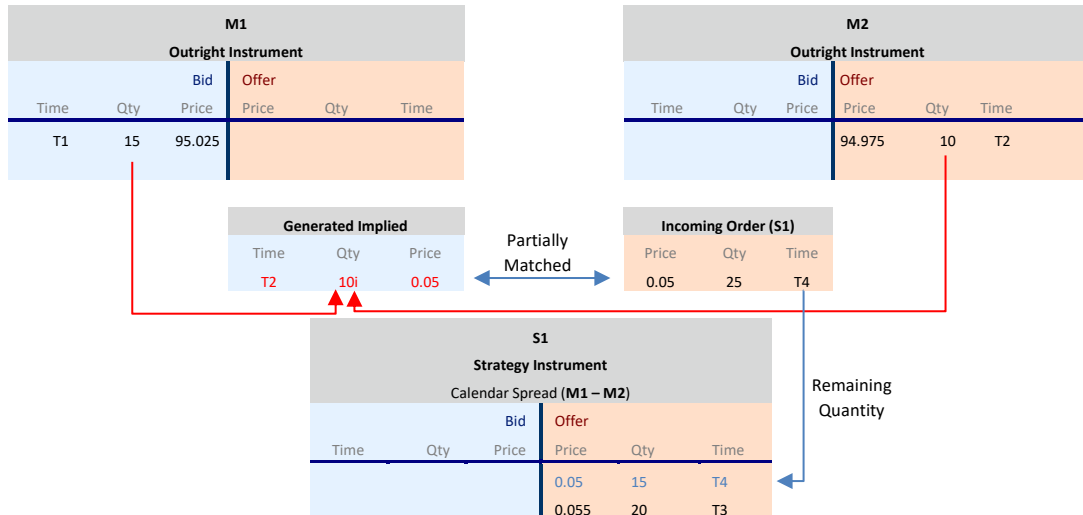 M1
Outright Instrument
Bid Offer
Time Qty Price Price Qty Time
T1 15 95.025
M2
Outright Instrument
Bid Offer
Time Qty Price Price Qty Time
94.975 10 T2
Generated Implied
Time Qty Price
T2 10i 0.05
Partially
Matched
Incoming Order (S1)
Price Qty Time
0.05 25 T4
S1
Strategy Instrument
Calendar Spread (M1 – M2)
Bid Offer
Time Qty Price Price Qty Time
0.05 15 T4
0.055 20 T3
Remaining
Quantity